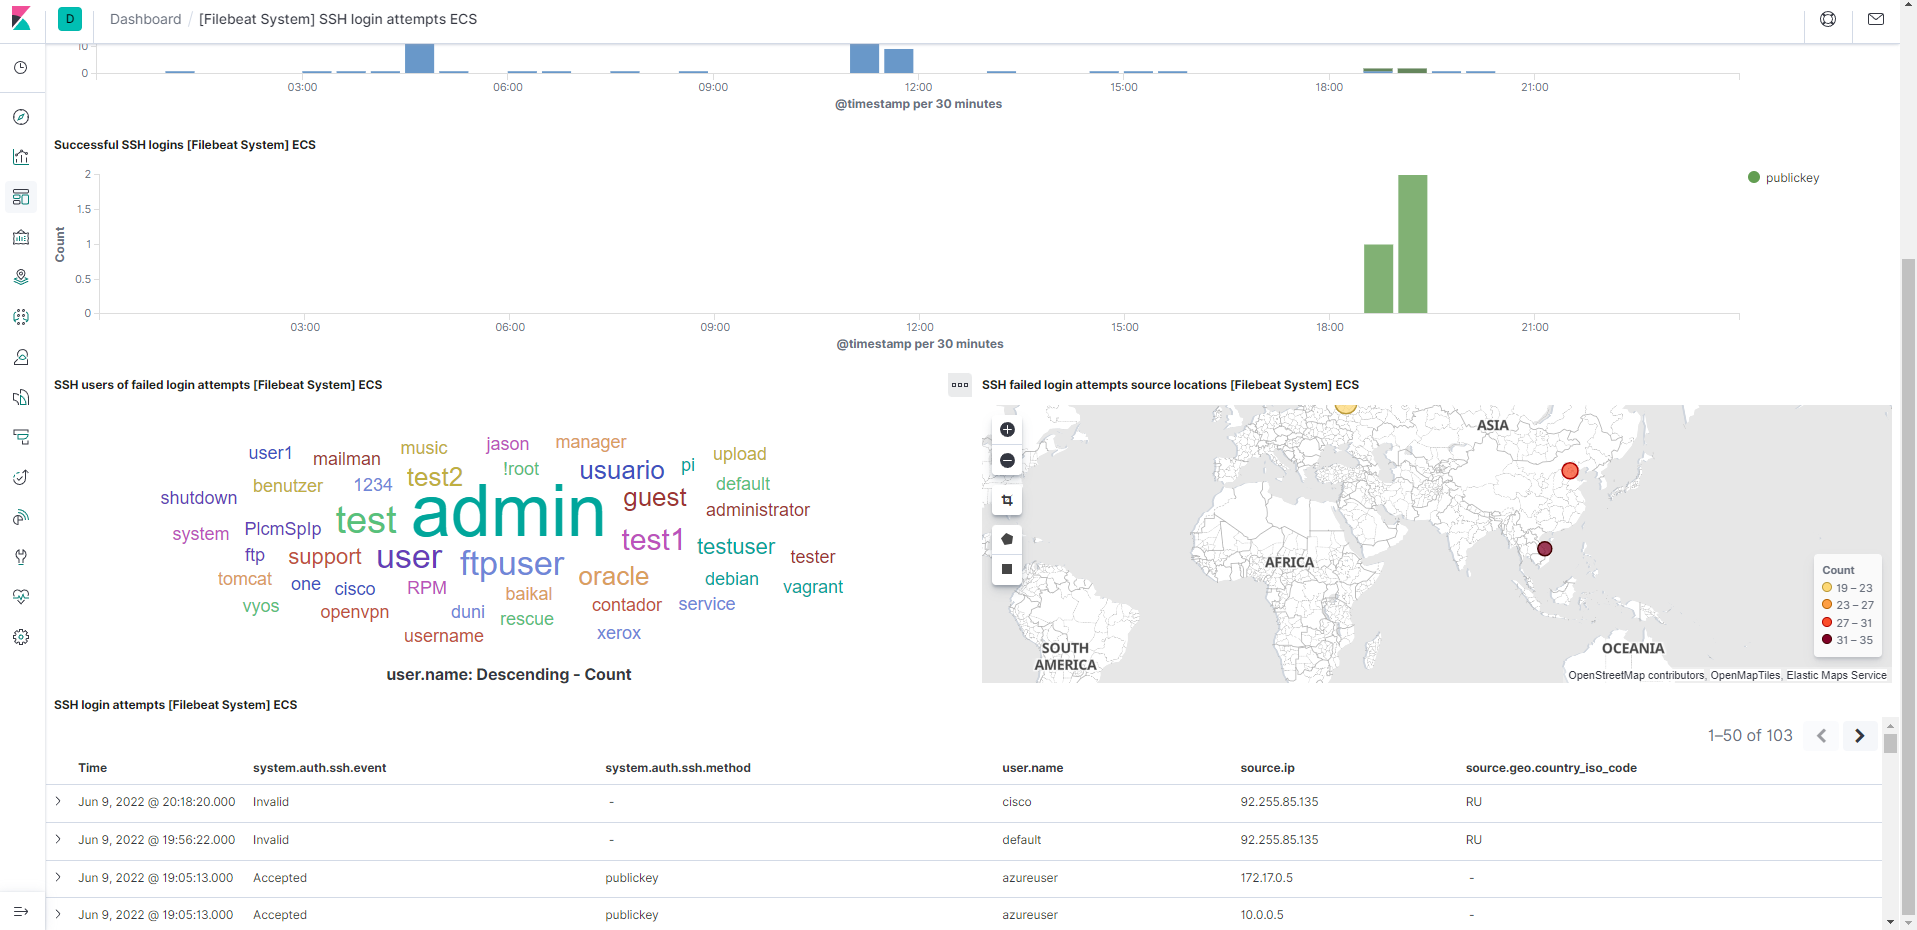 D Dashboard / [Filebeat System] SSH login attempts ECS
10
0
03:00 06:00 09:00 12:00 15:00 18:00 21:00
@timestamp per 30 minutes
Successful SSH logins [Filebeat System] ECS
publickey
2
1.5
1
0.5
0
Count
03:00 06:00 09:00 12:00 15:00 18:00 21:00
@timestamp per 30 minutes
SSH users of failed login attempts [Filebeat System] ECS
user1 mailman music jason manager
benutzer 1234 test2 !root usuario pi upload
shutdown default
test admin guest administrator
system PlcmSpIp
ftp support user ftpuser test1 testuser tester
tomcat one cisco RPM oracle debian vagrant
vyos openvpn duni baikal contador service
username rescue xerox
user.name: Descending - Count
SSH failed login attempts source locations [Filebeat System] ECS
ASIA
AFRICA
SOUTH
AMERICA
OCEANIA
Count
19 – 23
23 – 27
27 – 31
31 – 35
OpenStreetMap contributors, OpenMapTiles, Elastic Maps Service
SSH login attempts [Filebeat System] ECS
1–50 of 103
Time system.auth.ssh.event system.auth.ssh.method user.name source.ip source.geo.country_iso_code
Jun 9, 2022 @ 20:18:20.000 Invalid - cisco 92.255.85.135 RU
Jun 9, 2022 @ 19:56:22.000 Invalid - default 92.255.85.135 RU
Jun 9, 2022 @ 19:05:13.000 Accepted publickey azureuser 172.17.0.5 -
Jun 9, 2022 @ 19:05:13.000 Accepted publickey azureuser 10.0.0.5 -